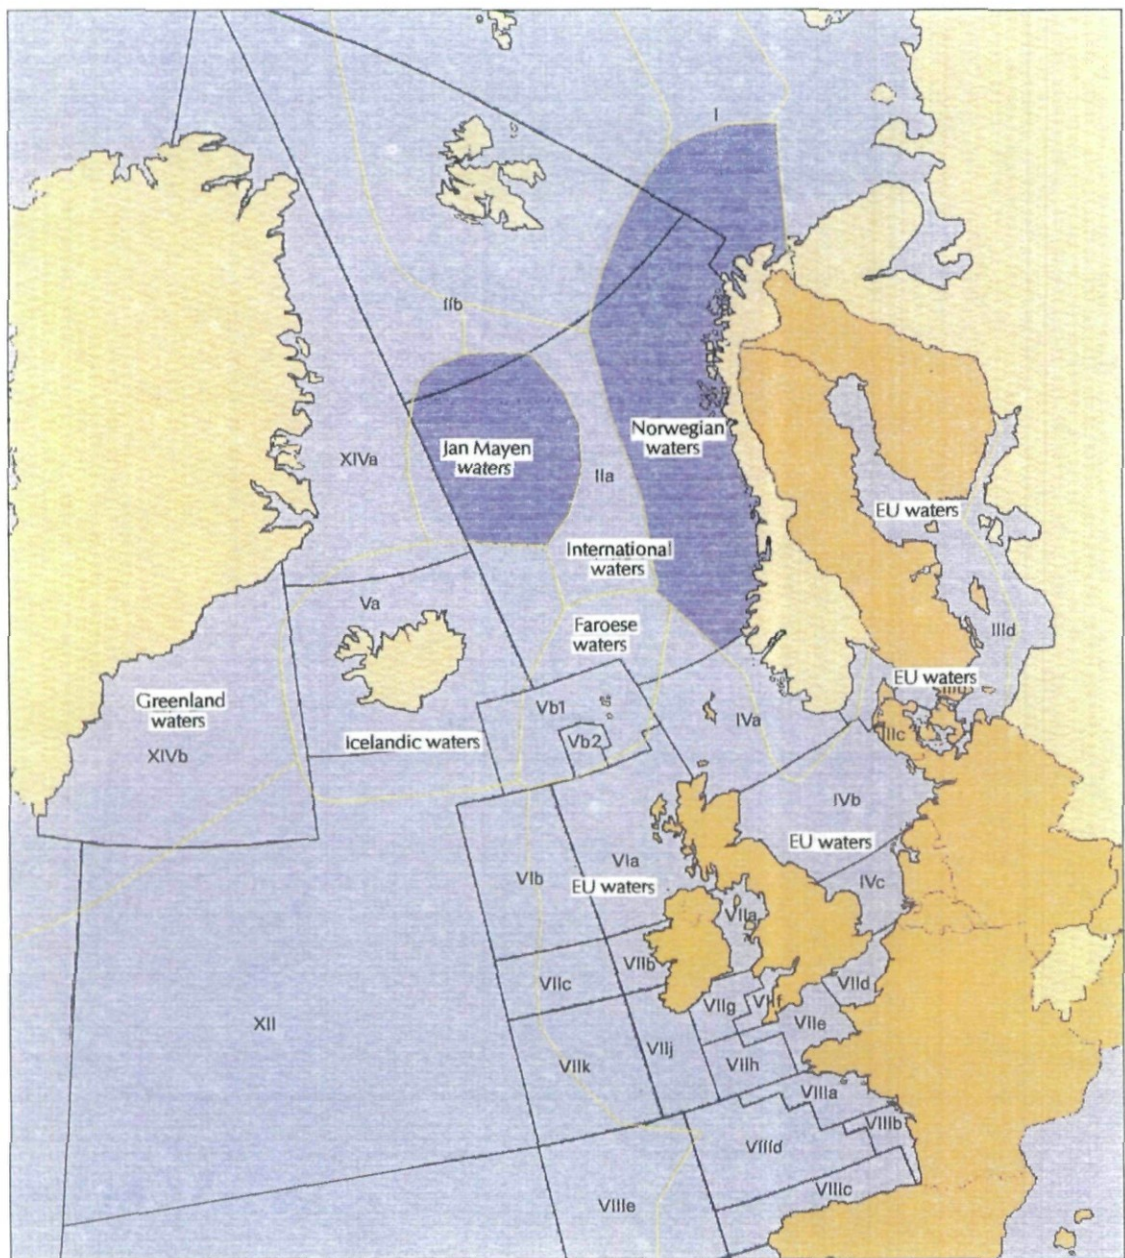 I
IIb
Norwegian
waters
Jan Mayen
waters
XIVa
IIa
EU waters
International
waters
Va
Faroese
waters
IIId
EU waters
Greenland
waters
Vb1
IVa
Icelandic waters
Vb2
IIIc
XIVb
IVb
EU waters
VIa
VIb
EU waters
IVc
VIIa
VIIb
VIIc
VIId
VIIg
VIIf
XII
VIIe
VIIj
VIIk
VIIh
VIIIa
VIIIb
VIIId
VIIIc
VIIIe